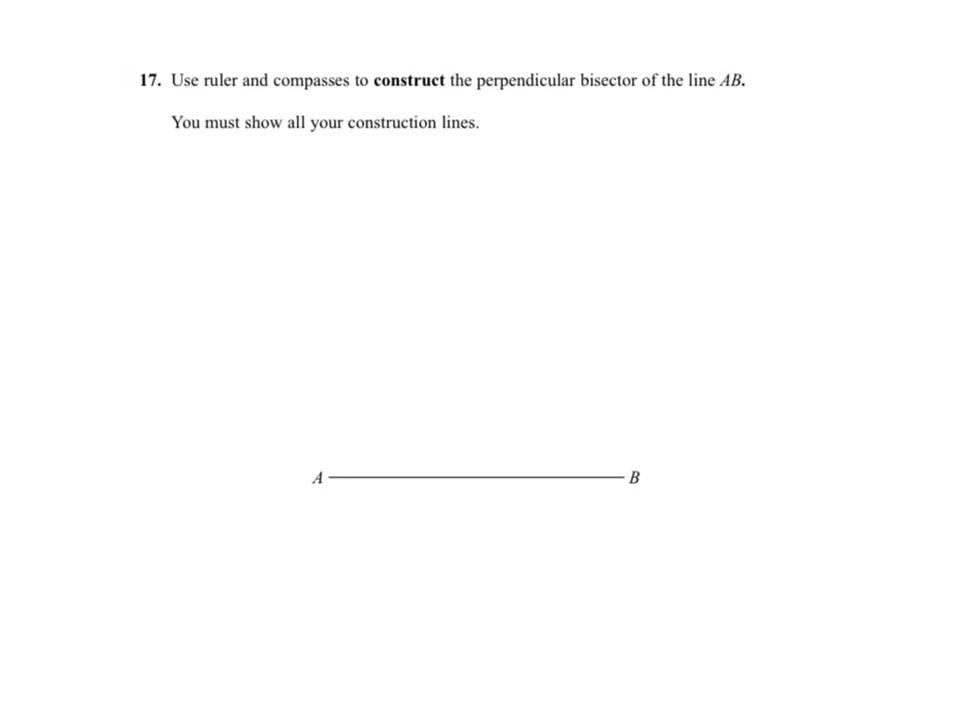 17. Use ruler and compasses to construct the perpendicular bisector of the line AB.
You must show all your construction lines.
A B